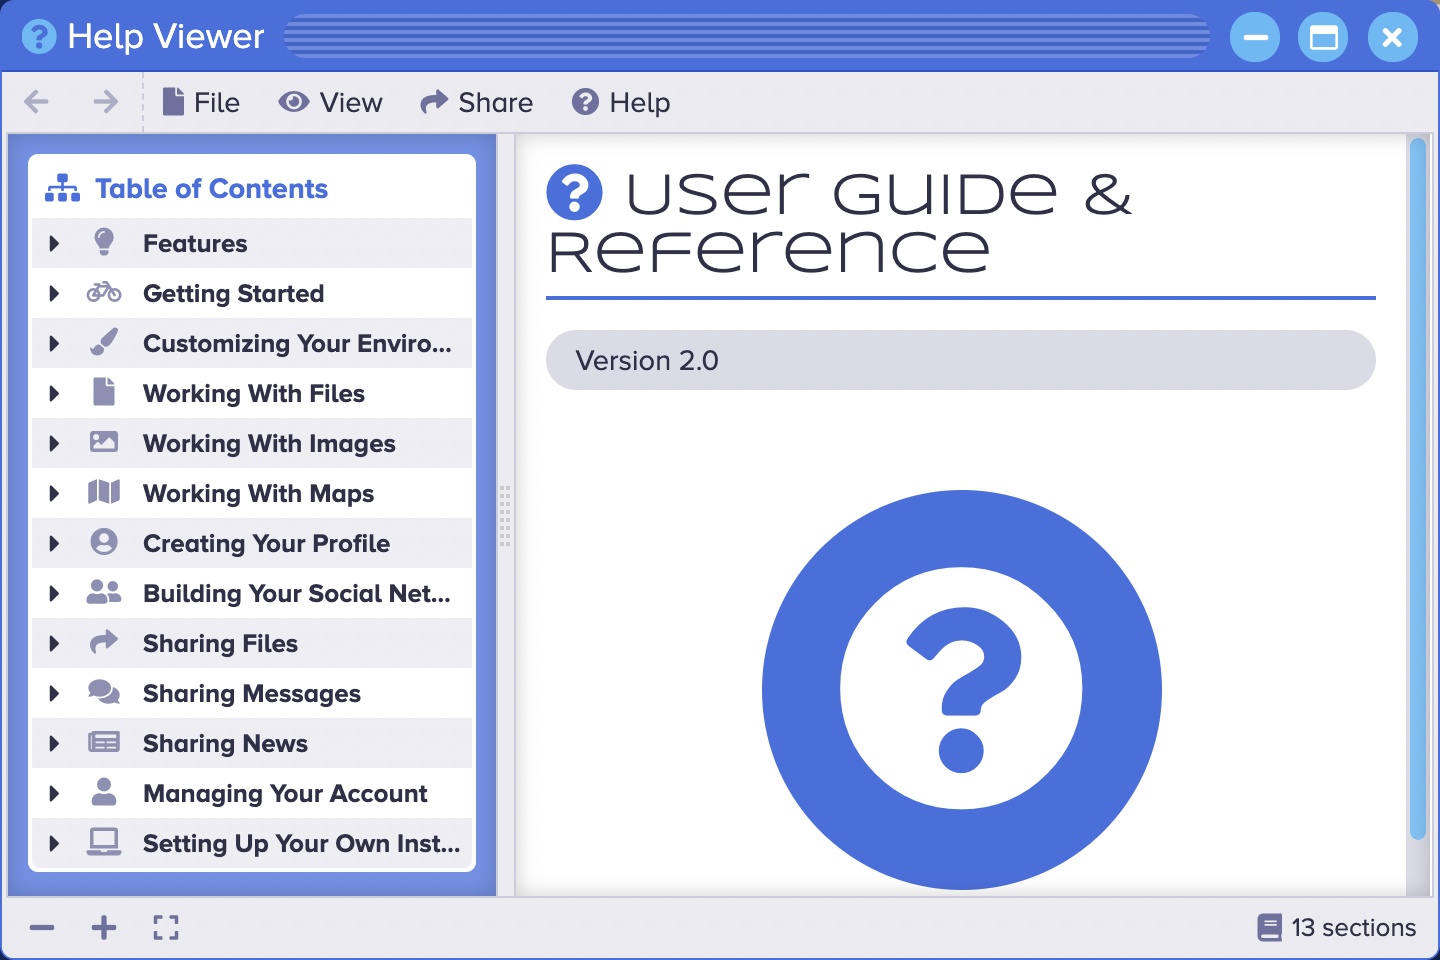 Help Viewer
File View Share Help
Table of Contents
Features
Getting Started
Customizing Your Enviro...
Working With Files
Working With Images
Working With Maps
Creating Your Profile
Building Your Social Net...
Sharing Files
Sharing Messages
Sharing News
Managing Your Account
Setting Up Your Own Inst...
User Guide &
Reference
Version 2.0
13 sections